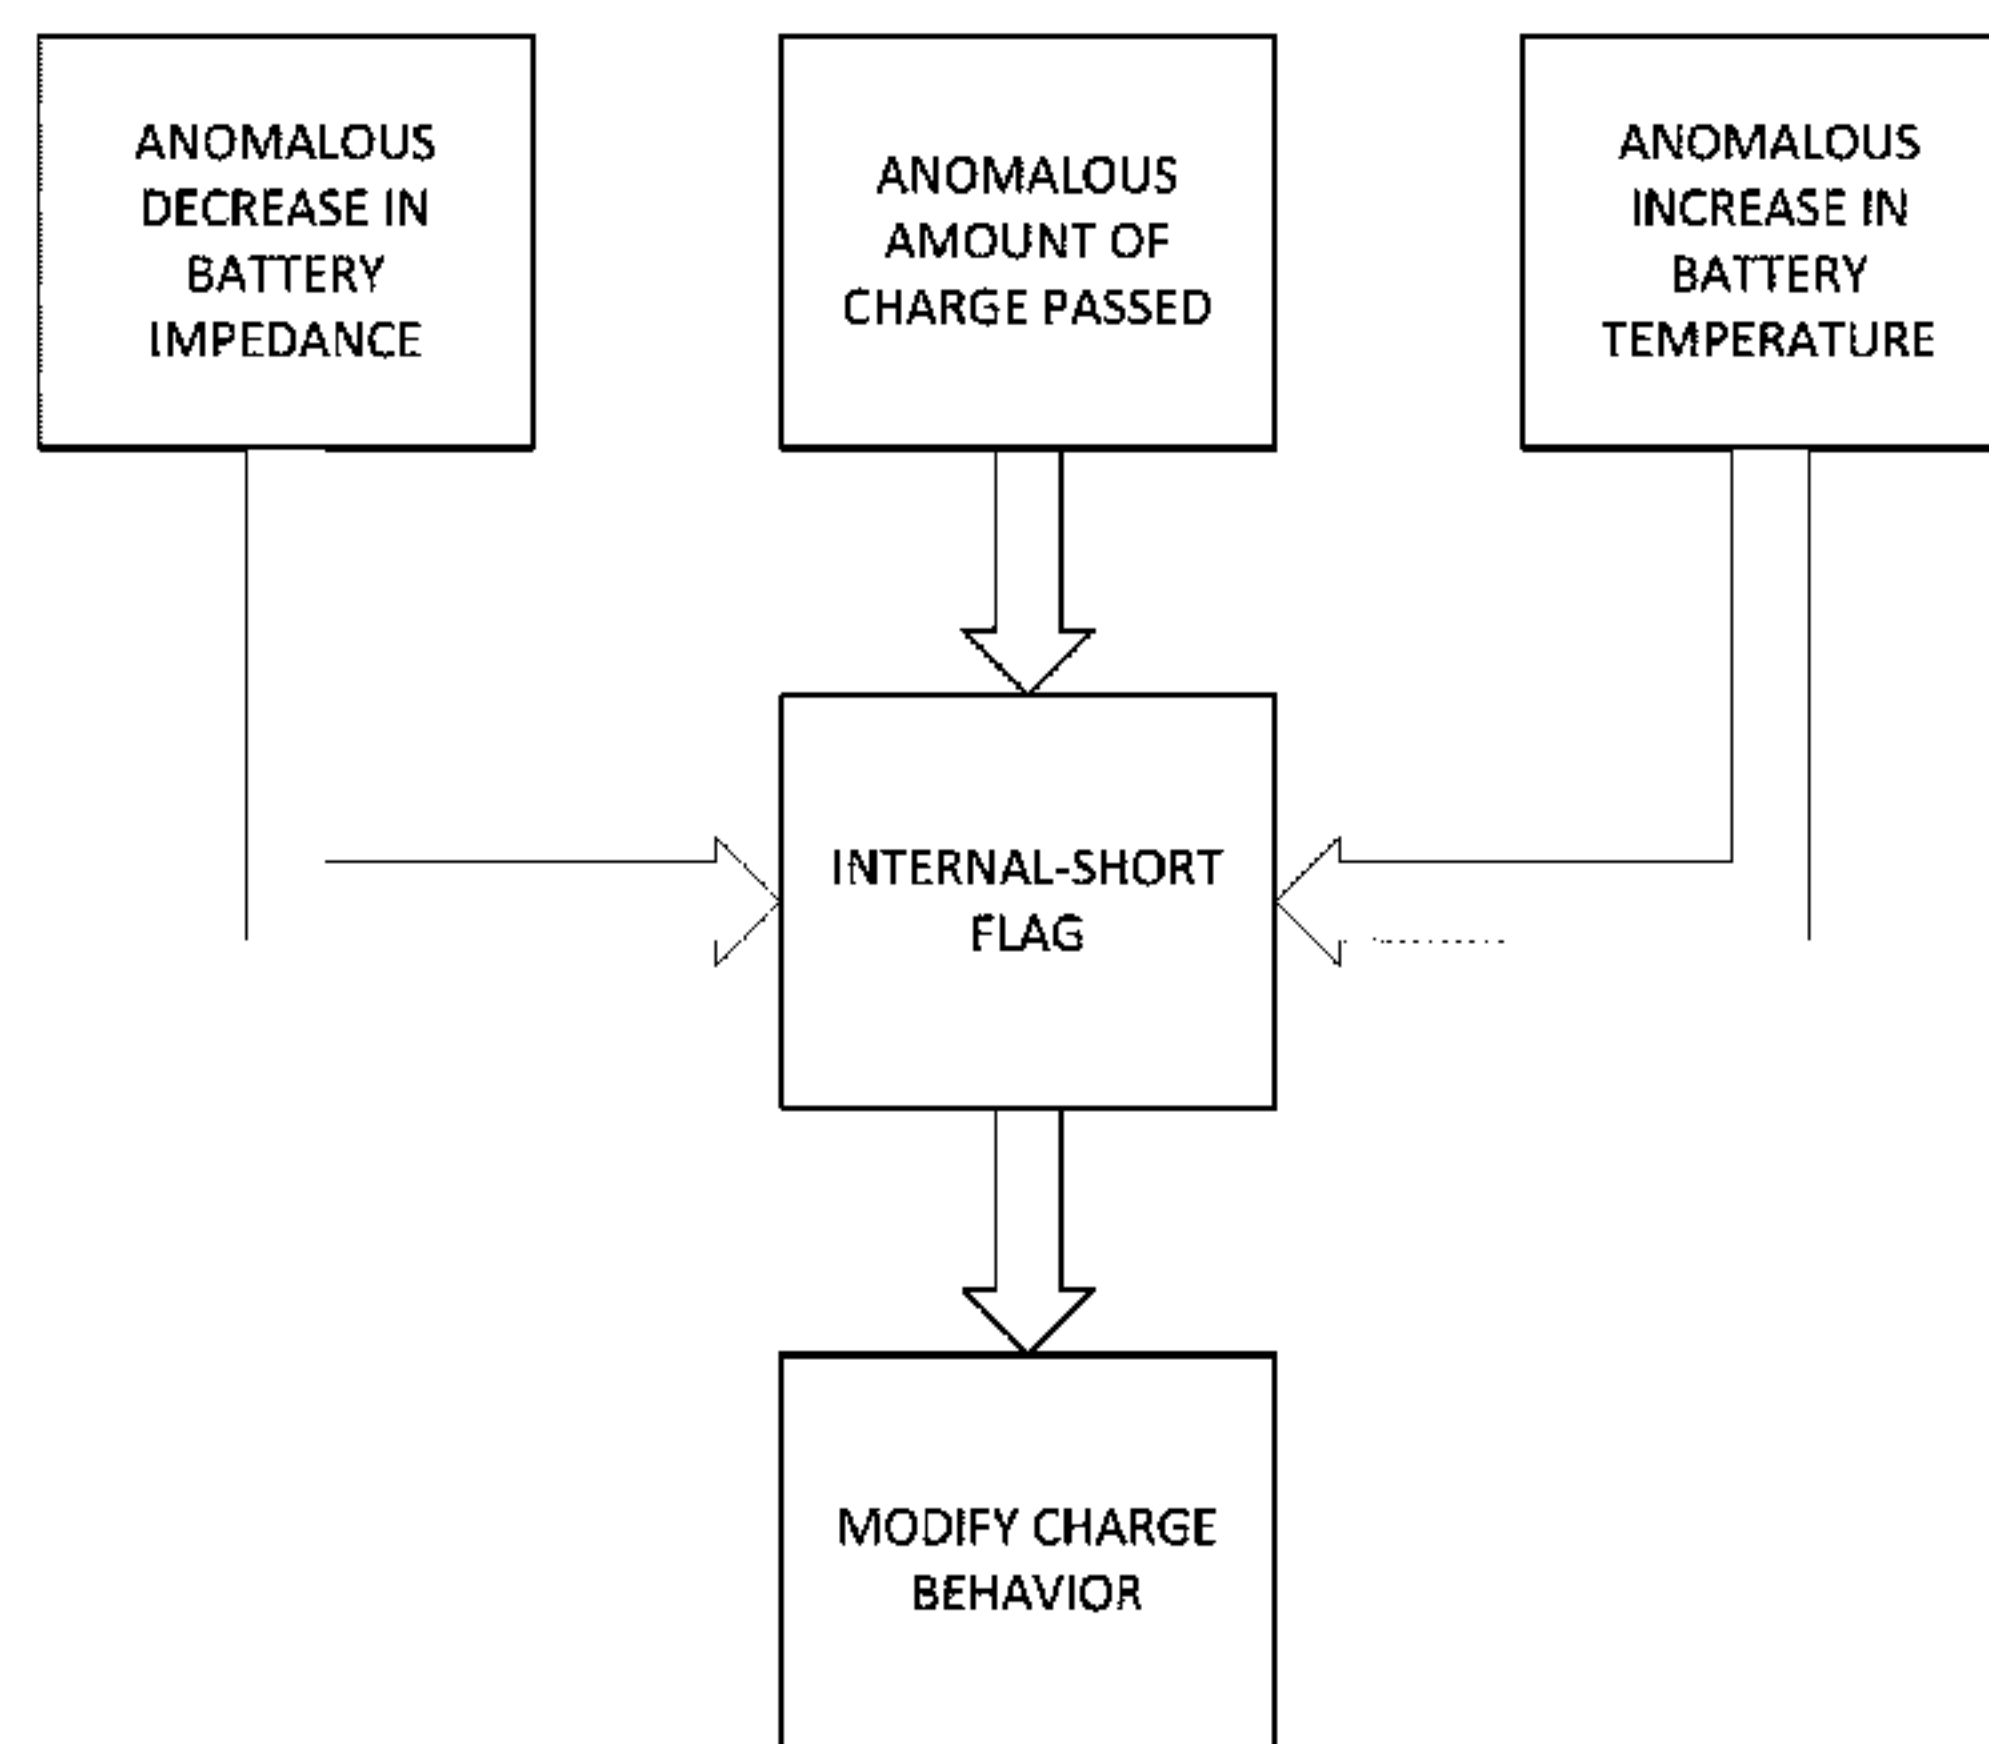 ANOMALOUS
DECREASE IN
BATTERY
IMPEDANCE
ANOMALOUS
AMOUNT OF
CHARGE PASSED
ANOMALOUS
INCREASE IN
BATTERY
TEMPERATURE
INTERNAL-SHORT
FLAG
MODIFY CHARGE
BEHAVIOR